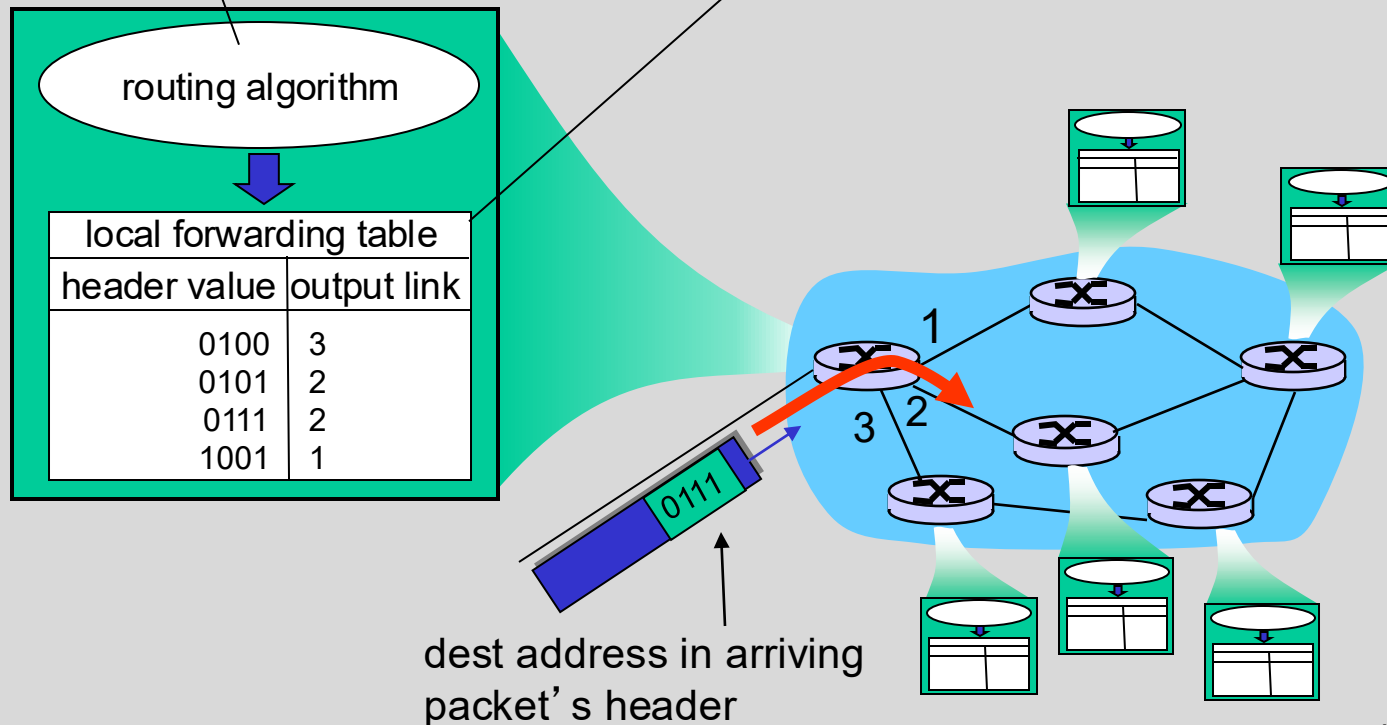 routing algorithm
local forwarding table
header value output link
0100 3
0101 2
0111 2
1001 1
1
2
3
0111
dest address in arriving
packet’s header